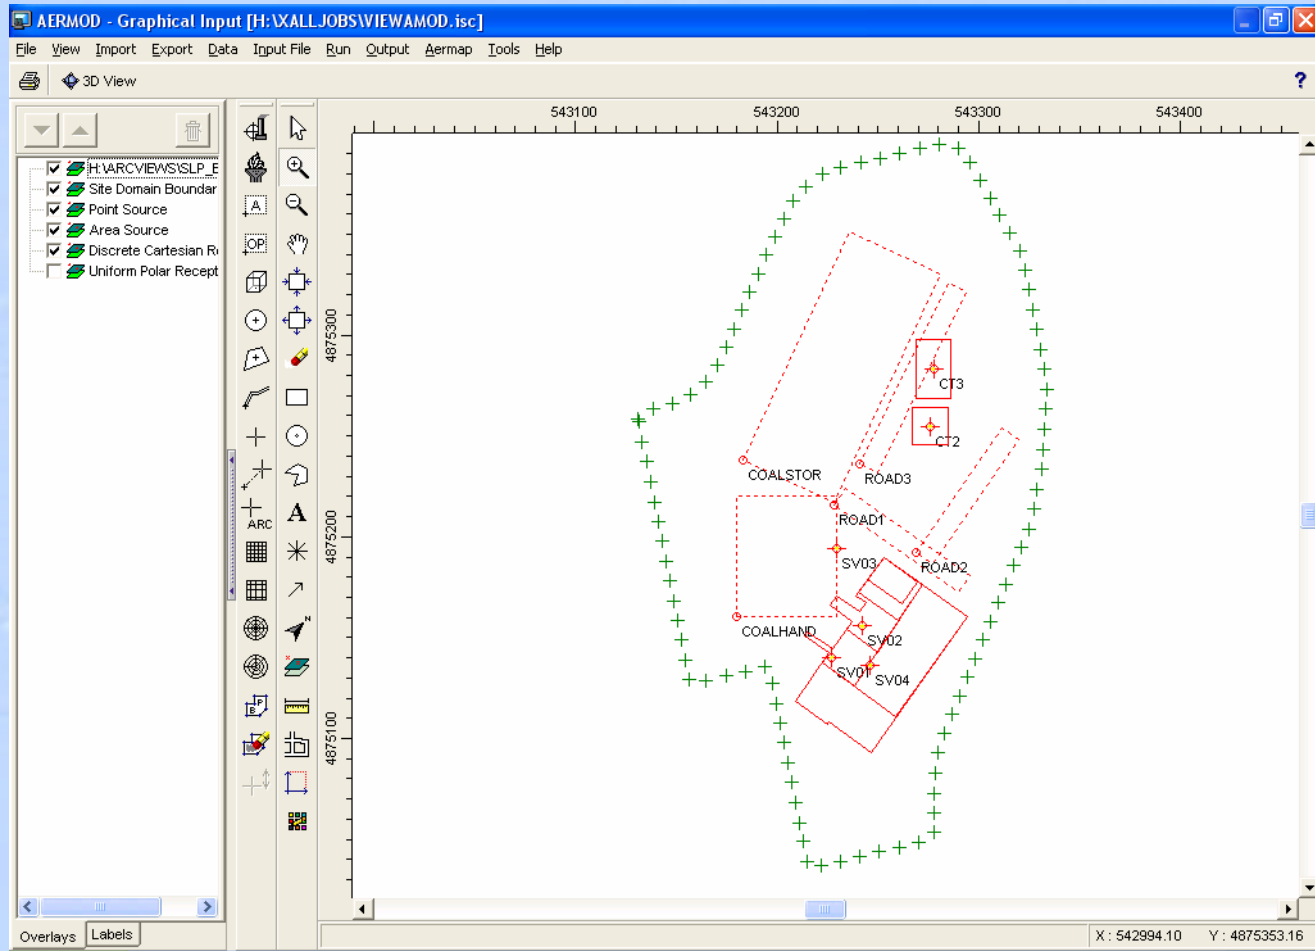 AERMOD - Graphical Input [H:\XALLJOBS\VIEWAMOD.isc]
File View Import Export Data Input File Run Output Aermap Tools Help
3D View ?
H:\ARCVIEWS\SLP_E
Site Domain Boundar
Point Source
Area Source
Discrete Cartesian Re
Uniform Polar Recept
Overlays Labels
A
OP
ARC
A
N
P
B
543100 543200 543300 543400
4875300
4875200
4875100
CT3
CT2
COALSTOR
ROAD3
ROAD1
SV03
ROAD2
COALHAND
SV02
SV01
SV04
X : 542994.10 Y : 4875353.16